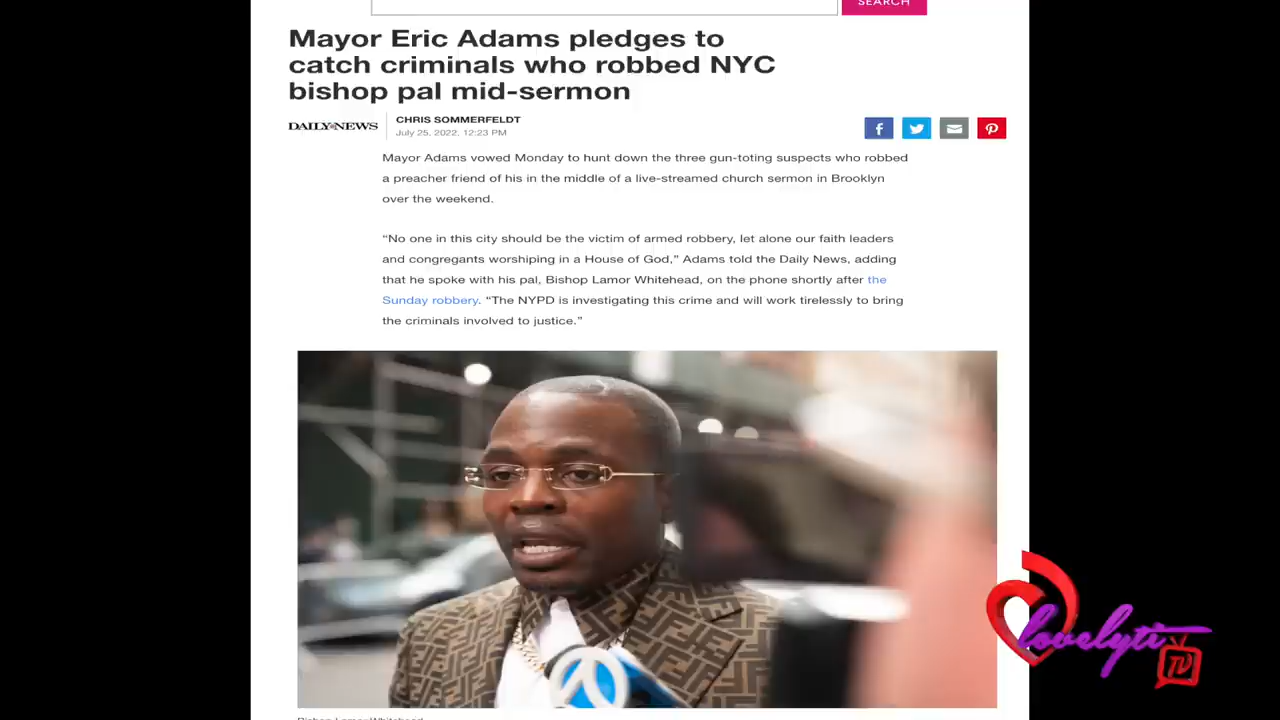 SEARCH
Mayor Eric Adams pledges to
catch criminals who robbed NYC
bishop pal mid-sermon
DAILY NEWS
CHRIS SOMMERFELDT
July 25, 2022, 12:23 PM
Mayor Adams vowed Monday to hunt down the three gun-toting suspects who robbed
a preacher friend of his in the middle of a live-streamed church sermon in Brooklyn
over the weekend.
“No one in this city should be the victim of armed robbery, let alone our faith leaders
and congregants worshiping in a House of God,” Adams told the Daily News, adding
that he spoke with his pal, Bishop Lamor Whitehead, on the phone shortly after the
Sunday robbery. “The NYPD is investigating this crime and will work tirelessly to bring
the criminals involved to justice.”
lovelyti
TV
Bishop Lamor Whitehead